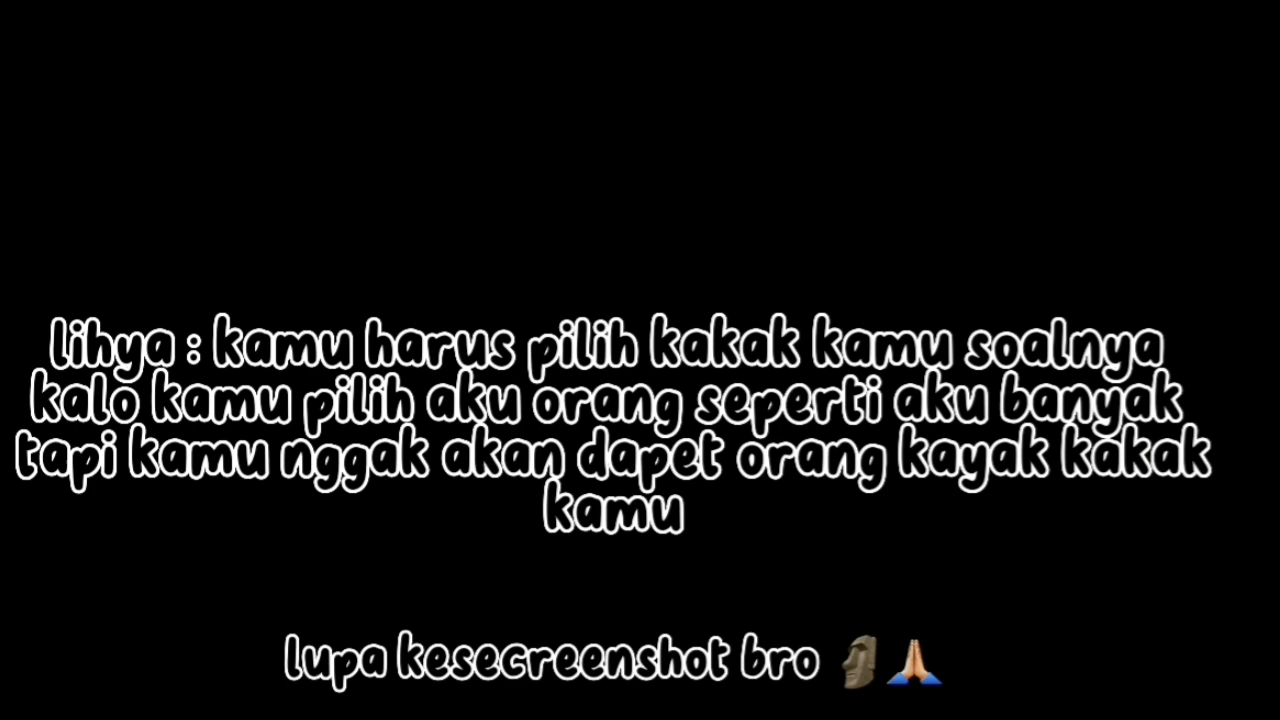 lihya : kamu harus pilih kakak kamu soalnya
kalo kamu pilih aku orang seperti aku banyak
tapi kamu nggak akan dapet orang kayak kakak
kamu
lupa kesecreenshot bro 🗿🙏🏼